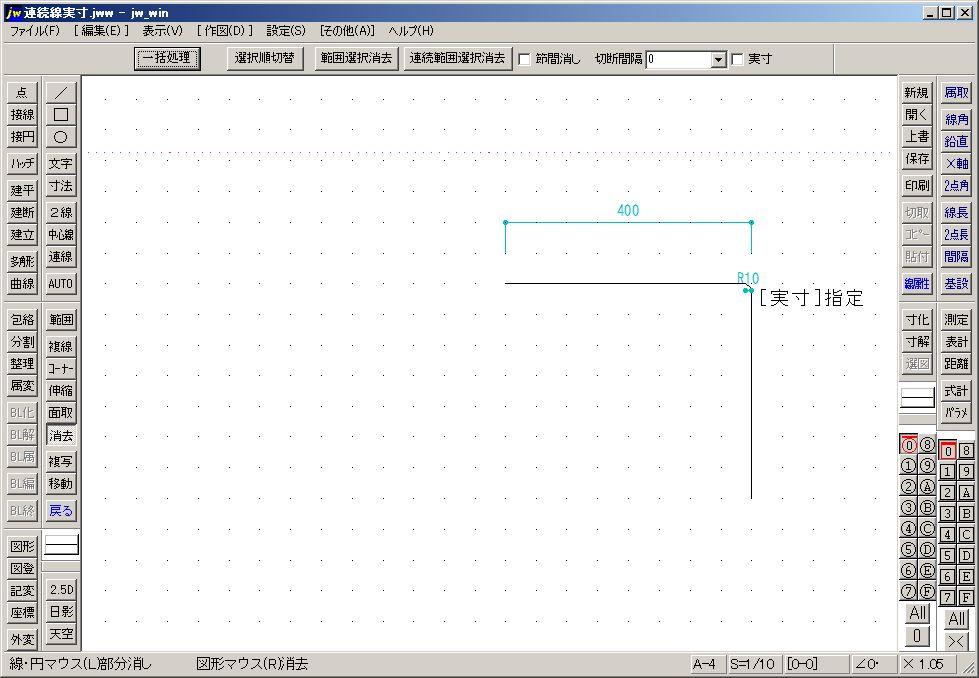 連続線実寸.jww - jw_win
ファイル(F) [編集(E)] 表示(V) [作図(D)] 設定(S) [その他(A)] ヘルプ(H)
一括処理 選択順切替 範囲選択消去 連続範囲選択消去 節間消し 切断間隔 0 実寸
点 ／
接線 □
接円 ○
ハッチ 文字
建平 寸法
建断 2線
建立 中心線
多角形 連線
曲線 AUTO
包絡 範囲
分割 複線
整理 コーナー
属変 伸縮
BL化 面取
BL解 消去
BL属 複写
BL編 移動
BL終 戻る
図形
図登
記変 2.5D
座標 日影
外変 天空
400
R10
[実寸]指定
新規 属取
開く 線角
上書 鉛直
保存 ×軸
印刷 2点角
切取 線長
コピー 2点長
貼付 間隔
線属性 基設
寸化 測定
寸解 表計
選図 距離
式計
パラメ
0 8 0 8
1 9 1 9
2 A 2 A
3 B 3 B
4 C 4 C
5 D 5 D
6 E 6 E
7 F 7 F
All All
0 ×
線・円マウス(L)部分消し 図形マウス(R)消去 A-4 S=1/10 [0-0] ∠0・ × 1.05